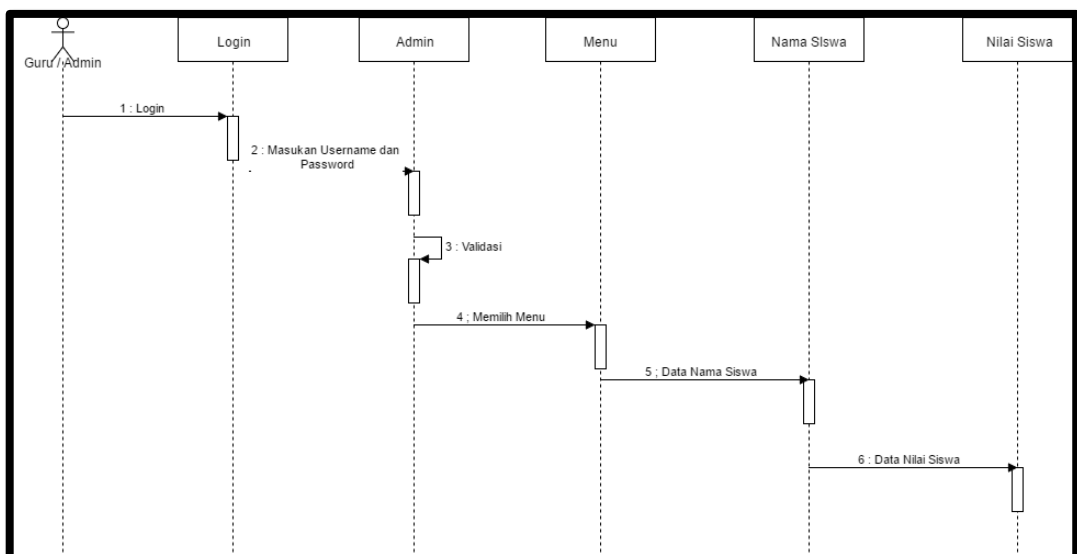 Guru / Admin
Login
Admin
Menu
Nama SIswa
Nilai Siswa
1 : Login
2 : Masukan Username dan
Password
3 : Validasi
4 ; Memilih Menu
5 ; Data Nama Siswa
6 : Data Nilai Siswa